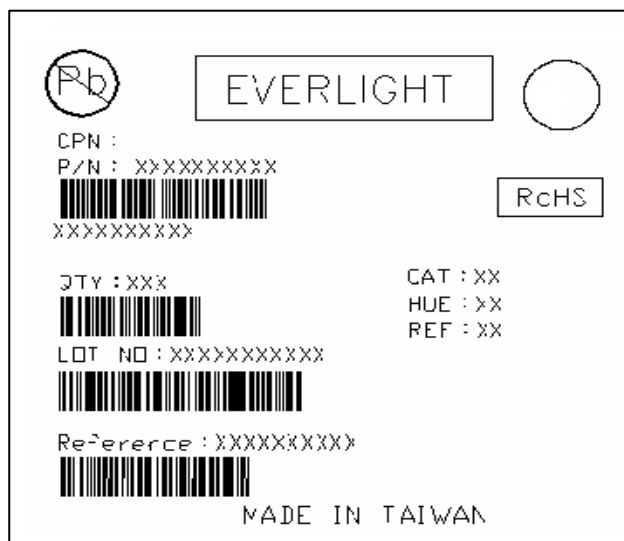 Pb
EVERLIGHT
CPN :
P/N : XXXXXXXXXX
RoHS
XXXXXXXXXX
QTY : XXX
CAT : XX
HUE : XX
REF : XX
LOT NO : XXXXXXXXXXX
Reference : XXXXXXXXXX
MADE IN TAIWAN